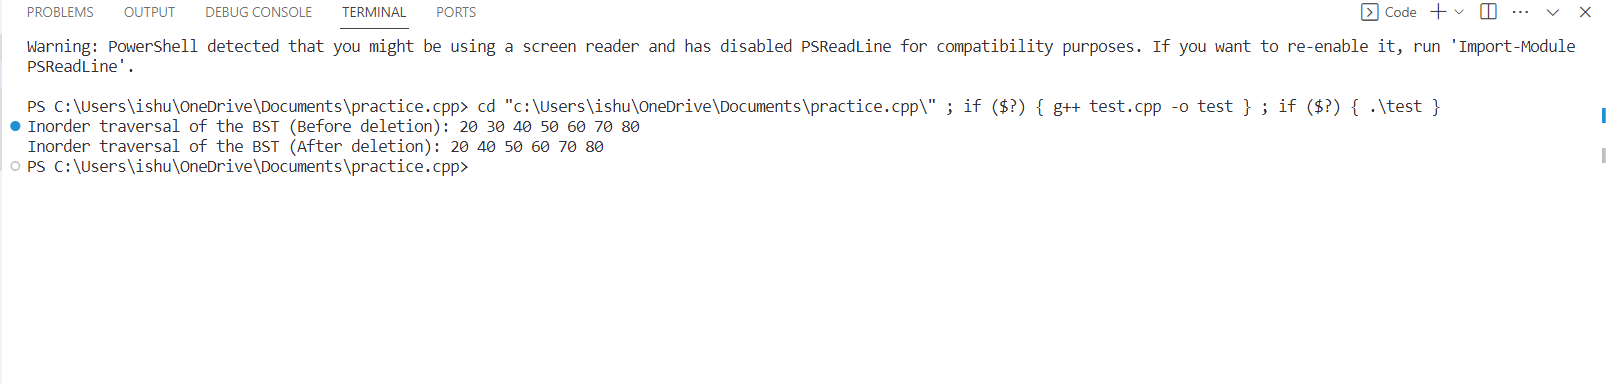 PROBLEMS OUTPUT DEBUG CONSOLE TERMINAL PORTS Code
Warning: PowerShell detected that you might be using a screen reader and has disabled PSReadLine for compatibility purposes. If you want to re-enable it, run 'Import-Module
PSReadLine'.
PS C:\Users\ishu\OneDrive\Documents\practice.cpp> cd "c:\Users\ishu\OneDrive\Documents\practice.cpp\" ; if ($?) { g++ test.cpp -o test } ; if ($?) { .\test }
Inorder traversal of the BST (Before deletion): 20 30 40 50 60 70 80
Inorder traversal of the BST (After deletion): 20 40 50 60 70 80
PS C:\Users\ishu\OneDrive\Documents\practice.cpp>